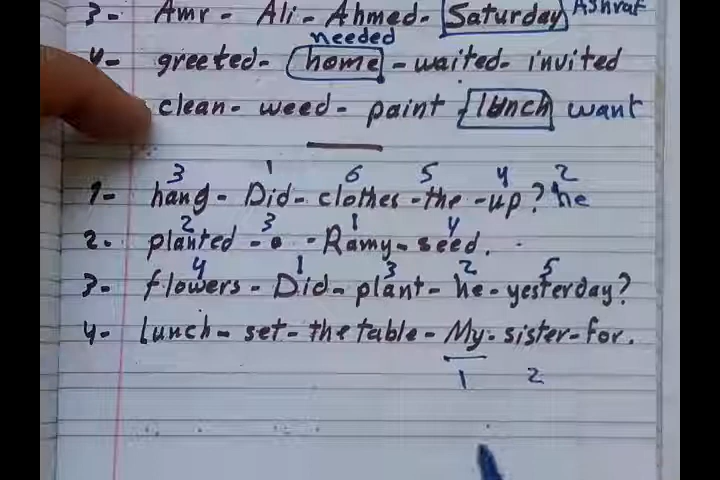 3- Amr - Ali - Ahmed - Saturday Ashraf
needed
4- greeted - home - waited - invited
clean - weed - paint - lunch want
3 1 6 5 4 2
1- hang - Did - clothes - the - up? he
2 3 1 4
2. planted - a - Ramy - seed.
4 1 3 2 5
3- flowers - Did - plant - he - yesterday?
4- Lunch - set - the table - My - sister - for.
1 2